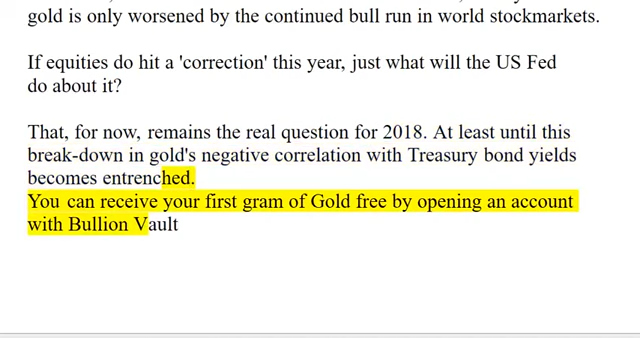 gold is only worsened by the continued bull run in world stockmarkets.
If equities do hit a 'correction' this year, just what will the US Fed
do about it?
That, for now, remains the real question for 2018. At least until this
break-down in gold's negative correlation with Treasury bond yields
becomes entrenched.
You can receive your first gram of Gold free by opening an account
with Bullion Vault